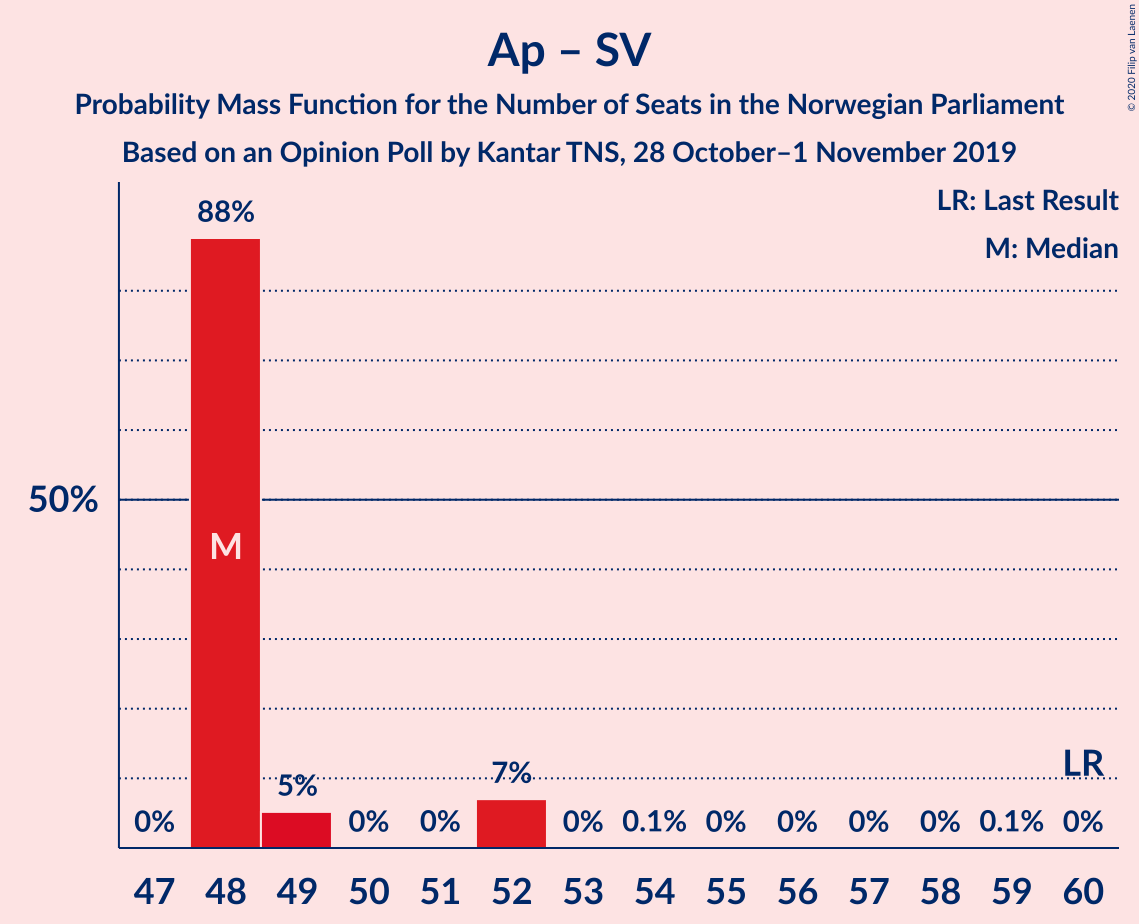 Ap – SV
Probability Mass Function for the Number of Seats in the Norwegian Parliament
Based on an Opinion Poll by Kantar TNS, 28 October–1 November 2019
© 2020 Filip van Laenen
LR: Last Result
M: Median
88%
50%
M
LR
0%
5%
0%
0%
7%
0%
0.1%
0%
0%
0%
0%
0.1%
0%
47 48 49 50 51 52 53 54 55 56 57 58 59 60